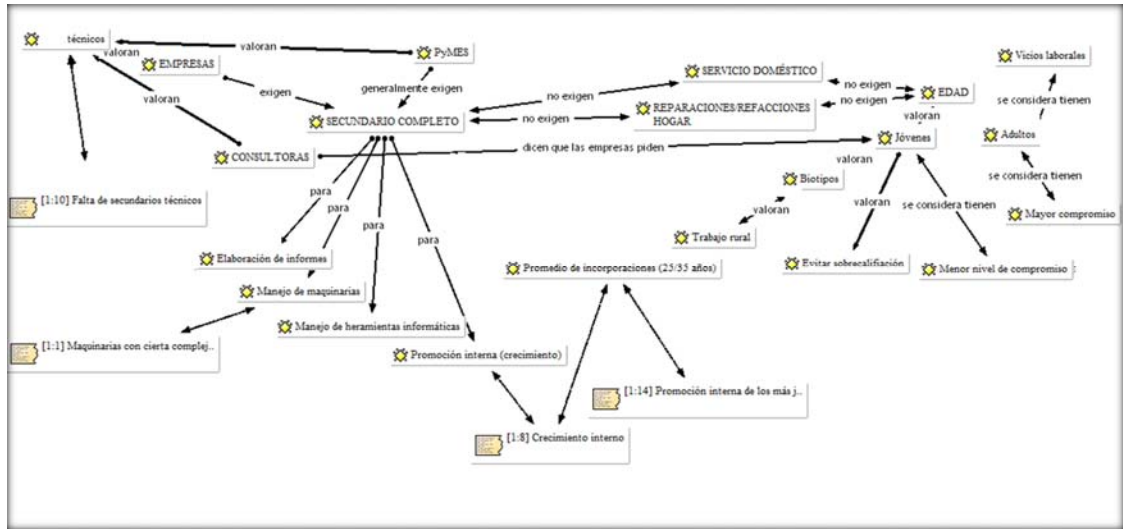 técnicos
valoran
valoran
PyMES
EMPRESAS
valoran
exigen
generalmente exigen
SECUNDARIO COMPLETO
no exigen
no exigen
SERVICIO DOMÉSTICO
REPARACIONES/REFACCIONES
HOGAR
no exigen
no exigen
EDAD
valoran
Vicios laborales
se considera tienen
Adultos
se considera tienen
Mayor compromiso
CONSULTORAS
dicen que las empresas piden
Jóvenes
valoran
Biotipos
valoran
Trabajo rural
valoran
se considera tienen
Evitar sobrecalifiación
Menor nivel de compromiso
[1:10] Falta de secundarios técnicos
para
para
para
para
Elaboración de informes
Manejo de maquinarias
Manejo de heramientas informáticas
Promoción interna (crecimiento)
[1:1] Maquinarias con cierta complej..
Promedio de incorporaciones (25/35 años)
[1:14] Promoción interna de los más j..
[1:8] Crecimiento interno